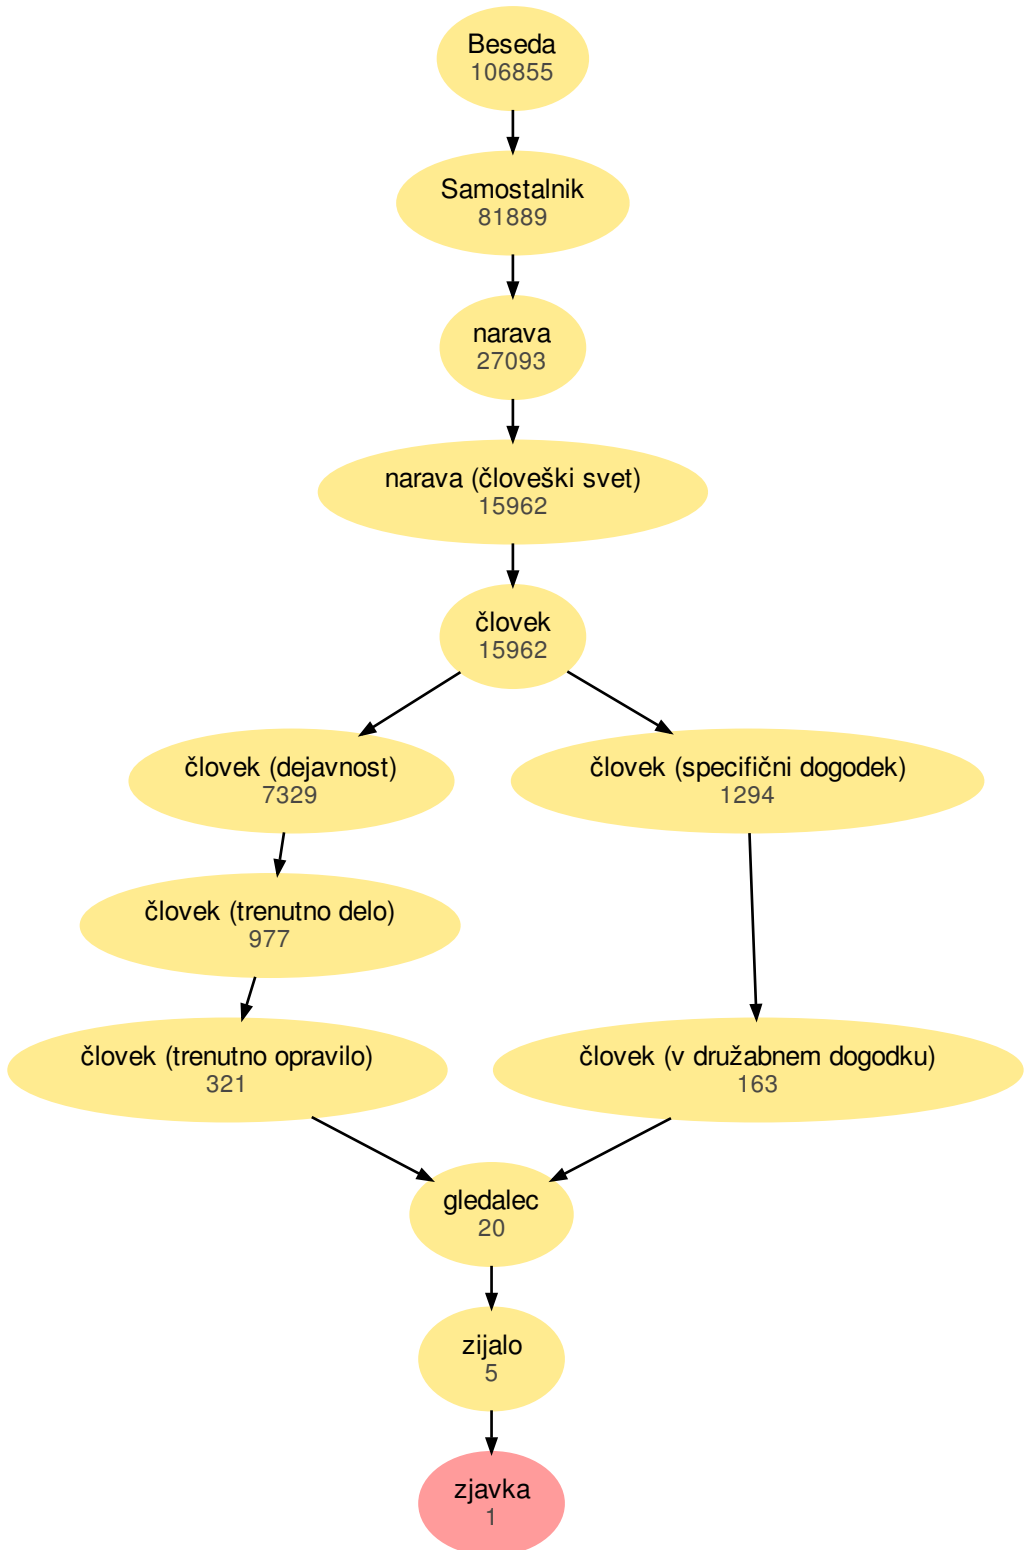 Beseda
106855
Samostalnik
81889
narava
27093
narava (človeški svet)
15962
človek
15962
človek (dejavnost)
7329
človek (specifični dogodek)
1294
človek (trenutno delo)
977
človek (trenutno opravilo)
321
človek (v družabnem dogodku)
163
gledalec
20
zijalo
5
zjavka
1